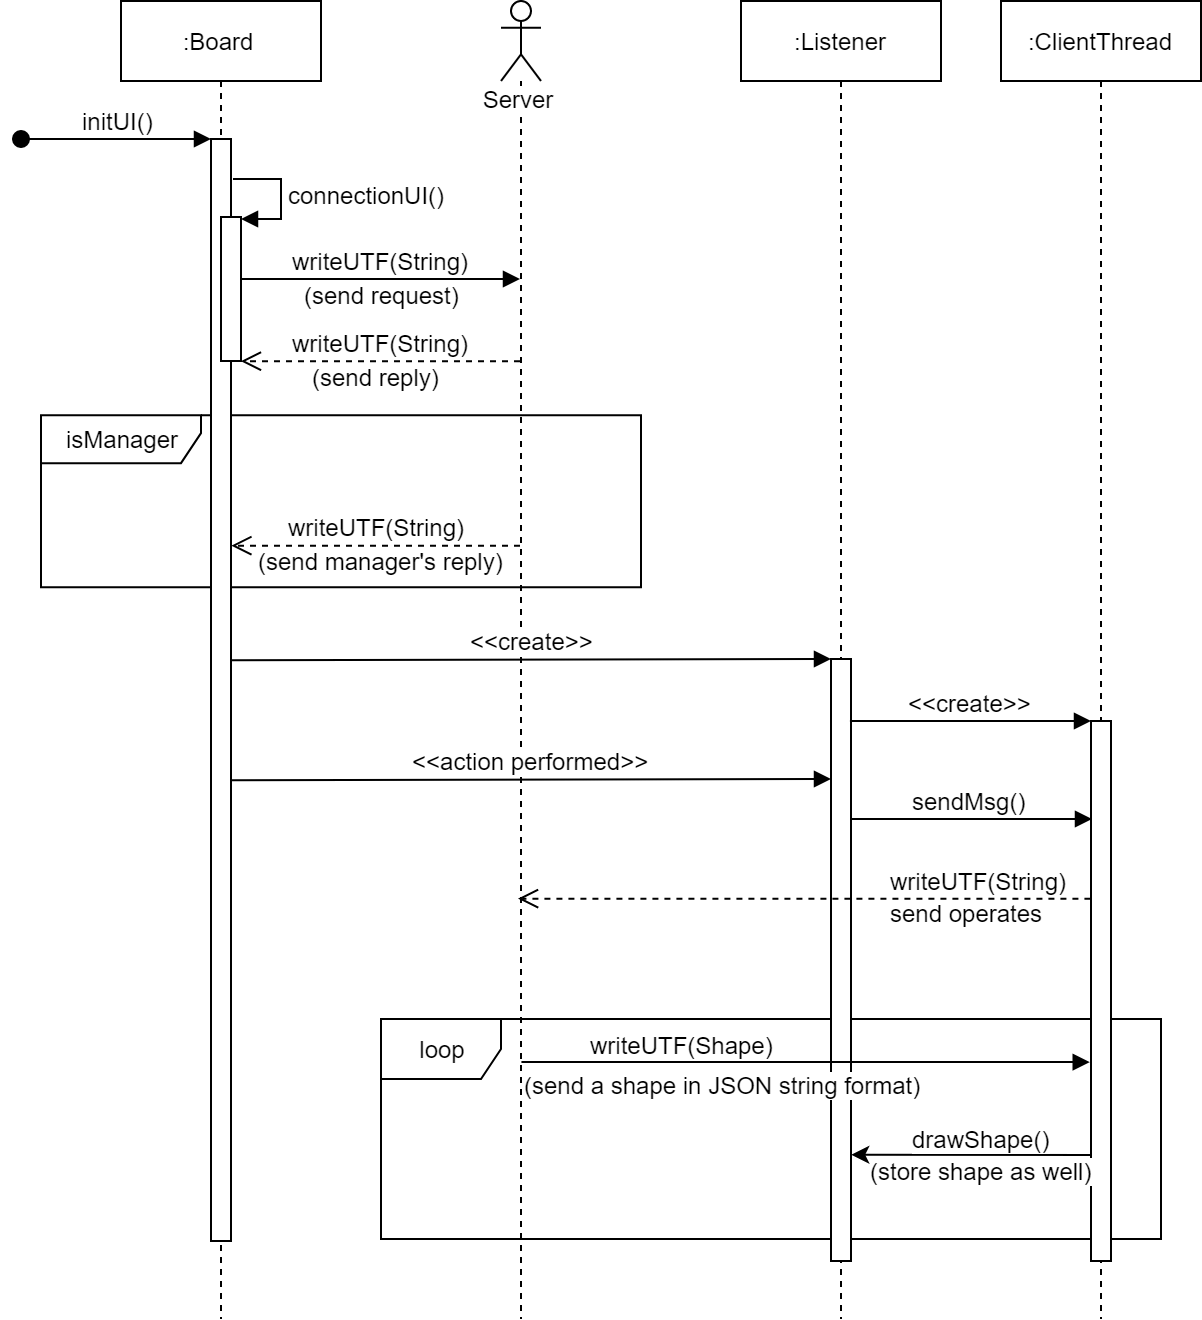 :Board
Server
:Listener
:ClientThread
initUI()
connectionUI()
writeUTF(String)
(send request)
writeUTF(String)
(send reply)
isManager
writeUTF(String)
(send manager's reply)
<<create>>
<<create>>
<<action performed>>
sendMsg()
writeUTF(String)
send operates
loop
writeUTF(Shape)
(send a shape in JSON string format)
drawShape()
(store shape as well)